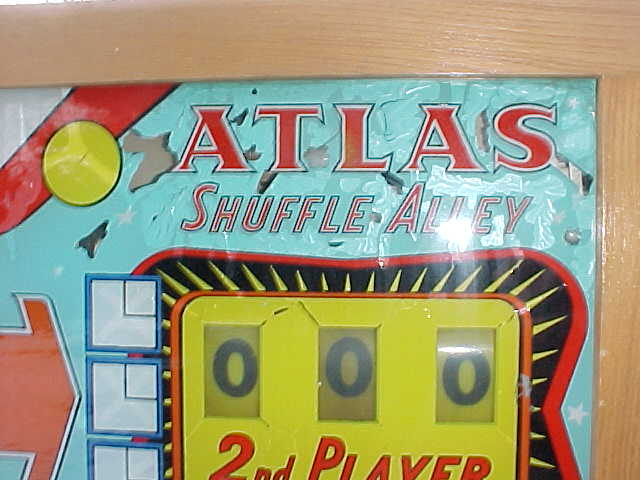 ATLAS
SHUFFLE ALLEY
0 0 0
2nd PLAYER